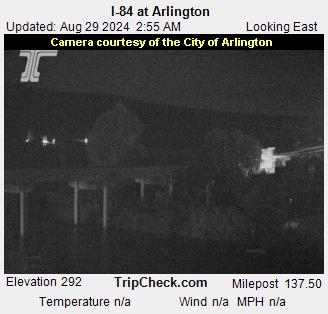 I-84 at Arlington
Updated: Aug 29 2024 2:55 AM Looking East
Camera courtesy of the City of Arlington
Elevation 292 TripCheck.com Milepost 137.50
Temperature n/a Wind n/a MPH n/a